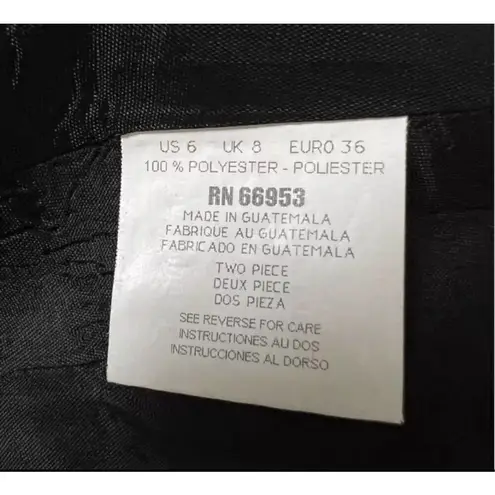 US 6 UK 8 EURO 36
100 % POLYESTER - POLIESTER
RN 66953
MADE IN GUATEMALA
FABRIQUE AU GUATEMALA
FABRICADO EN GUATEMALA
TWO PIECE
DEUX PIECE
DOS PIEZA
SEE REVERSE FOR CARE
INSTRUCTIONES AU DOS
INSTRUCCIONES AL DORSO